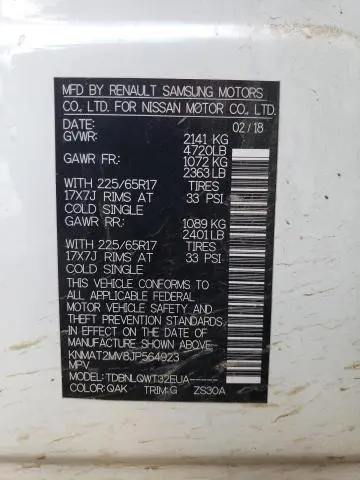 MFD BY RENAULT SAMSUNG MOTORS
CO., LTD. FOR NISSAN MOTOR CO., LTD.
DATE: 02/18
GVWR: 2141 KG
4720LB
GAWR FR.: 1072 KG
2363 LB
WITH 225/65R17 TIRES
17X7J RIMS AT 33 PSI
COLD SINGLE
GAWR RR.: 1089 KG
2401 LB
WITH 225/65R17 TIRES
17X7J RIMS AT 33 PSI
COLD SINGLE
THIS VEHICLE CONFORMS TO
ALL APPLICABLE FEDERAL
MOTOR VEHICLE SAFETY
AND THEFT PREVENTION STANDARDS
IN EFFECT ON THE DATE OF
MANUFACTURE SHOWN ABOVE.
KNMAT2MV8JP564923
MPV
MODEL: TDBNLQWT32EUA-----
COLOR: QAK TRIM: G ZS30A